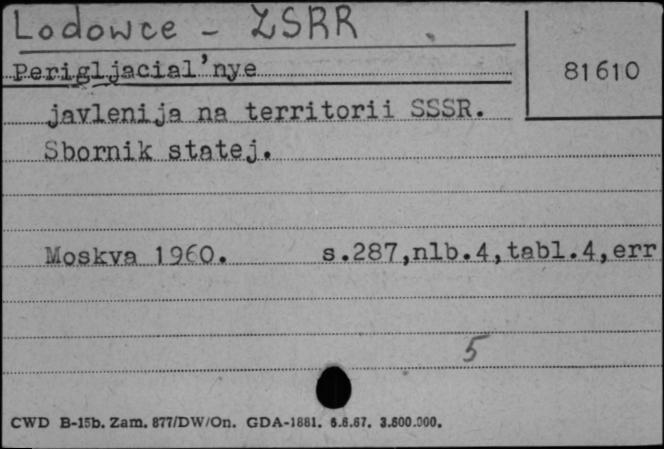 Lodowce - ZSRR
Perigljacial'nye
81610
javlenija na territorii SSSR.
Sbornik statej.
Moskva 1960. s.287,nlb.4,tabl.4,err
5
CWD B-15b. Zam. 877/DW/On. GDA-1881. 6.6.67. 3.600.000.